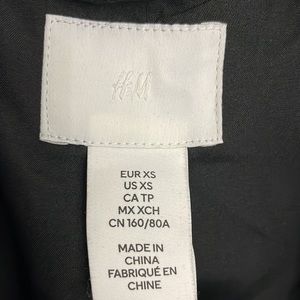 H&M
EUR XS
US XS
CA TP
MX XCH
CN 160/80A
MADE IN
CHINA
FABRIQUÉ EN
CHINE